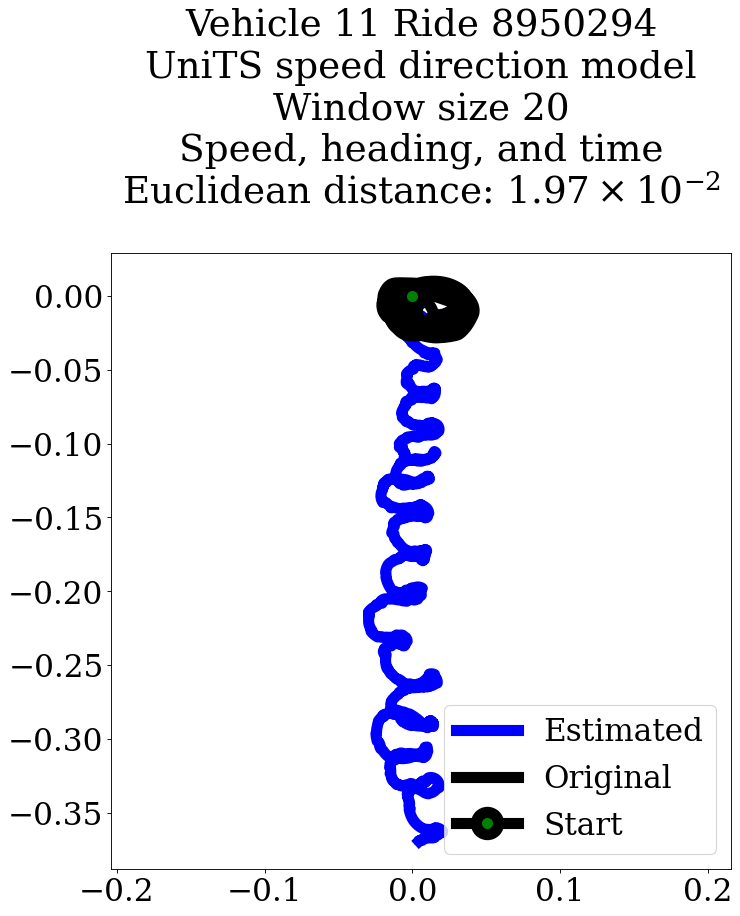 Vehicle 11 Ride 8950294
UniTS speed direction model
Window size 20
Speed, heading, and time
Euclidean distance: 1.97 × 10⁻²
0.00
−0.05
−0.10
−0.15
−0.20
−0.25
−0.30
−0.35
Estimated
Original
Start
−0.2 −0.1 0.0 0.1 0.2